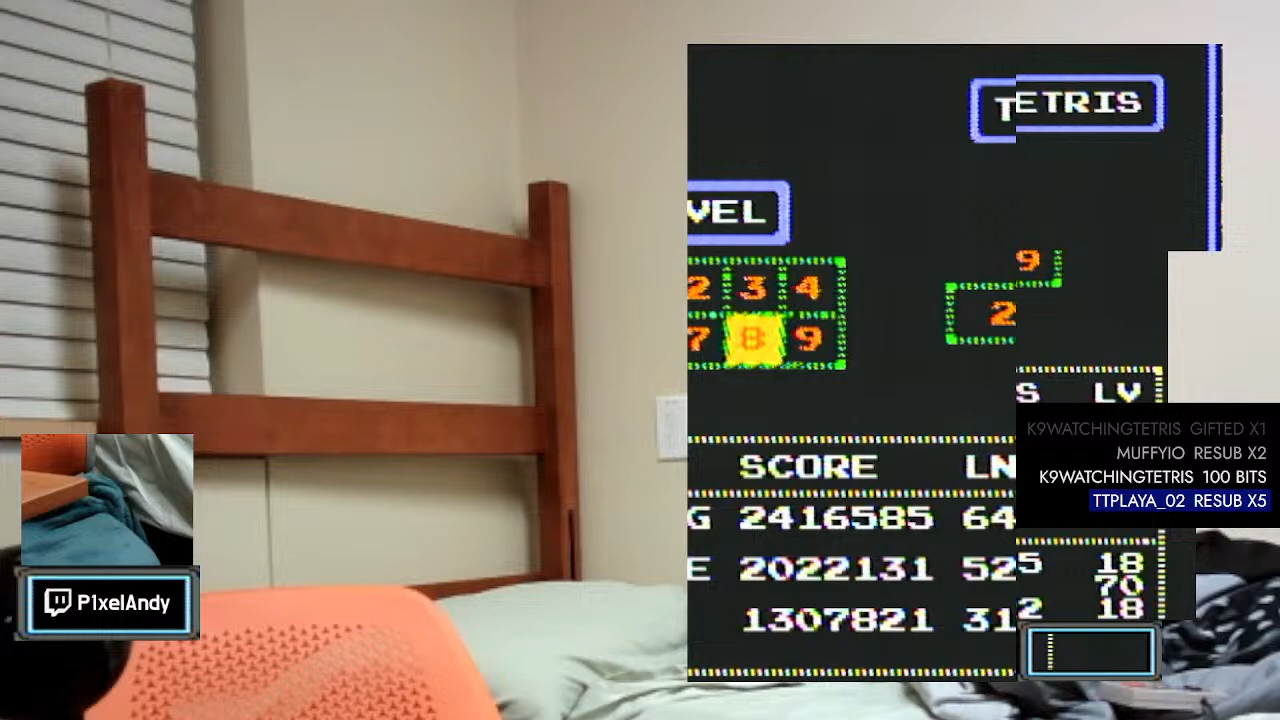 TETRIS
VEL
9
2 3 4
2
7 8 9
S LV
K9WATCHINGTETRIS GIFTED X1
MUFFYIO RESUB X2
SCORE LN
K9WATCHINGTETRIS 100 BITS
TTPLAYA_02 RESUB X5
G 2416585 64
E 2022131 525 18
70
1307821 312 18
P1xelAndy